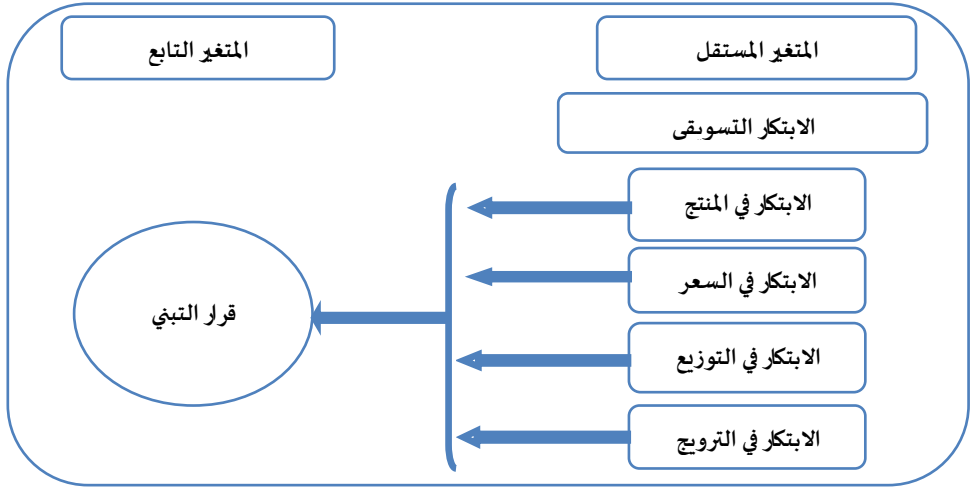 المتغير المستقل
المتغير التابع
الابتكار التسويقي
الابتكار في المنتج
الابتكار في السعر
الابتكار في التوزيع
الابتكار في الترويج
قرار التبني